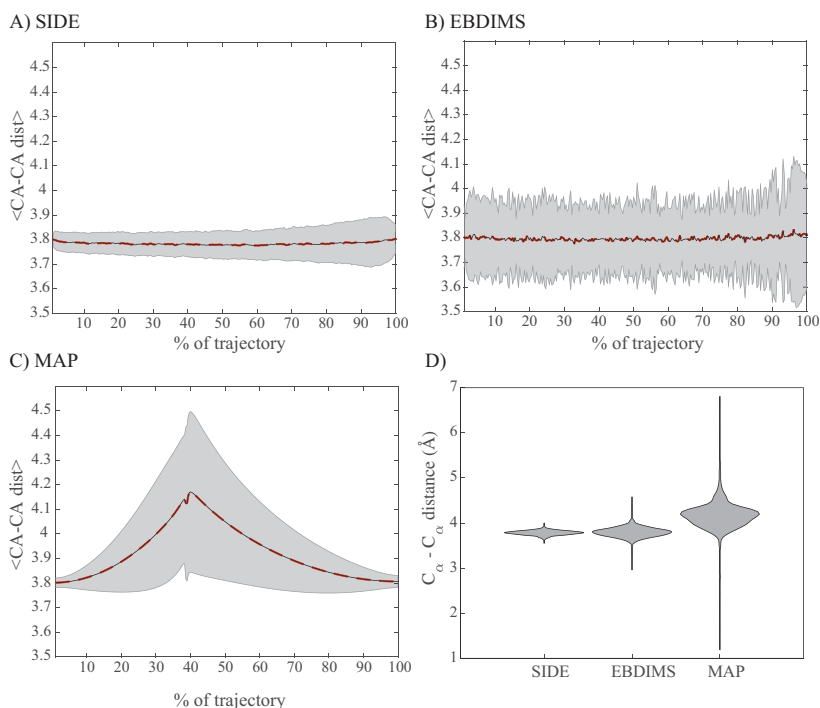 A) SIDE
4.5
4.4
4.3
4.2
4.1
4
3.9
3.8
3.7
3.6
3.5
<CA-CA dist>
10 20 30 40 50 60 70 80 90 100
% of trajectory
B) EBDIMS
4.5
4.4
4.3
4.2
4.1
4
3.9
3.8
3.7
3.6
3.5
<CA-CA dist>
10 20 30 40 50 60 70 80 90 100
% of trajectory
C) MAP
4.5
4.4
4.3
4.2
4.1
4
3.9
3.8
3.7
3.6
3.5
<CA-CA dist>
10 20 30 40 50 60 70 80 90 100
% of trajectory
D)
7
6
5
4
3
2
1
C α - C α distance (Å)
SIDE EBDIMS MAP